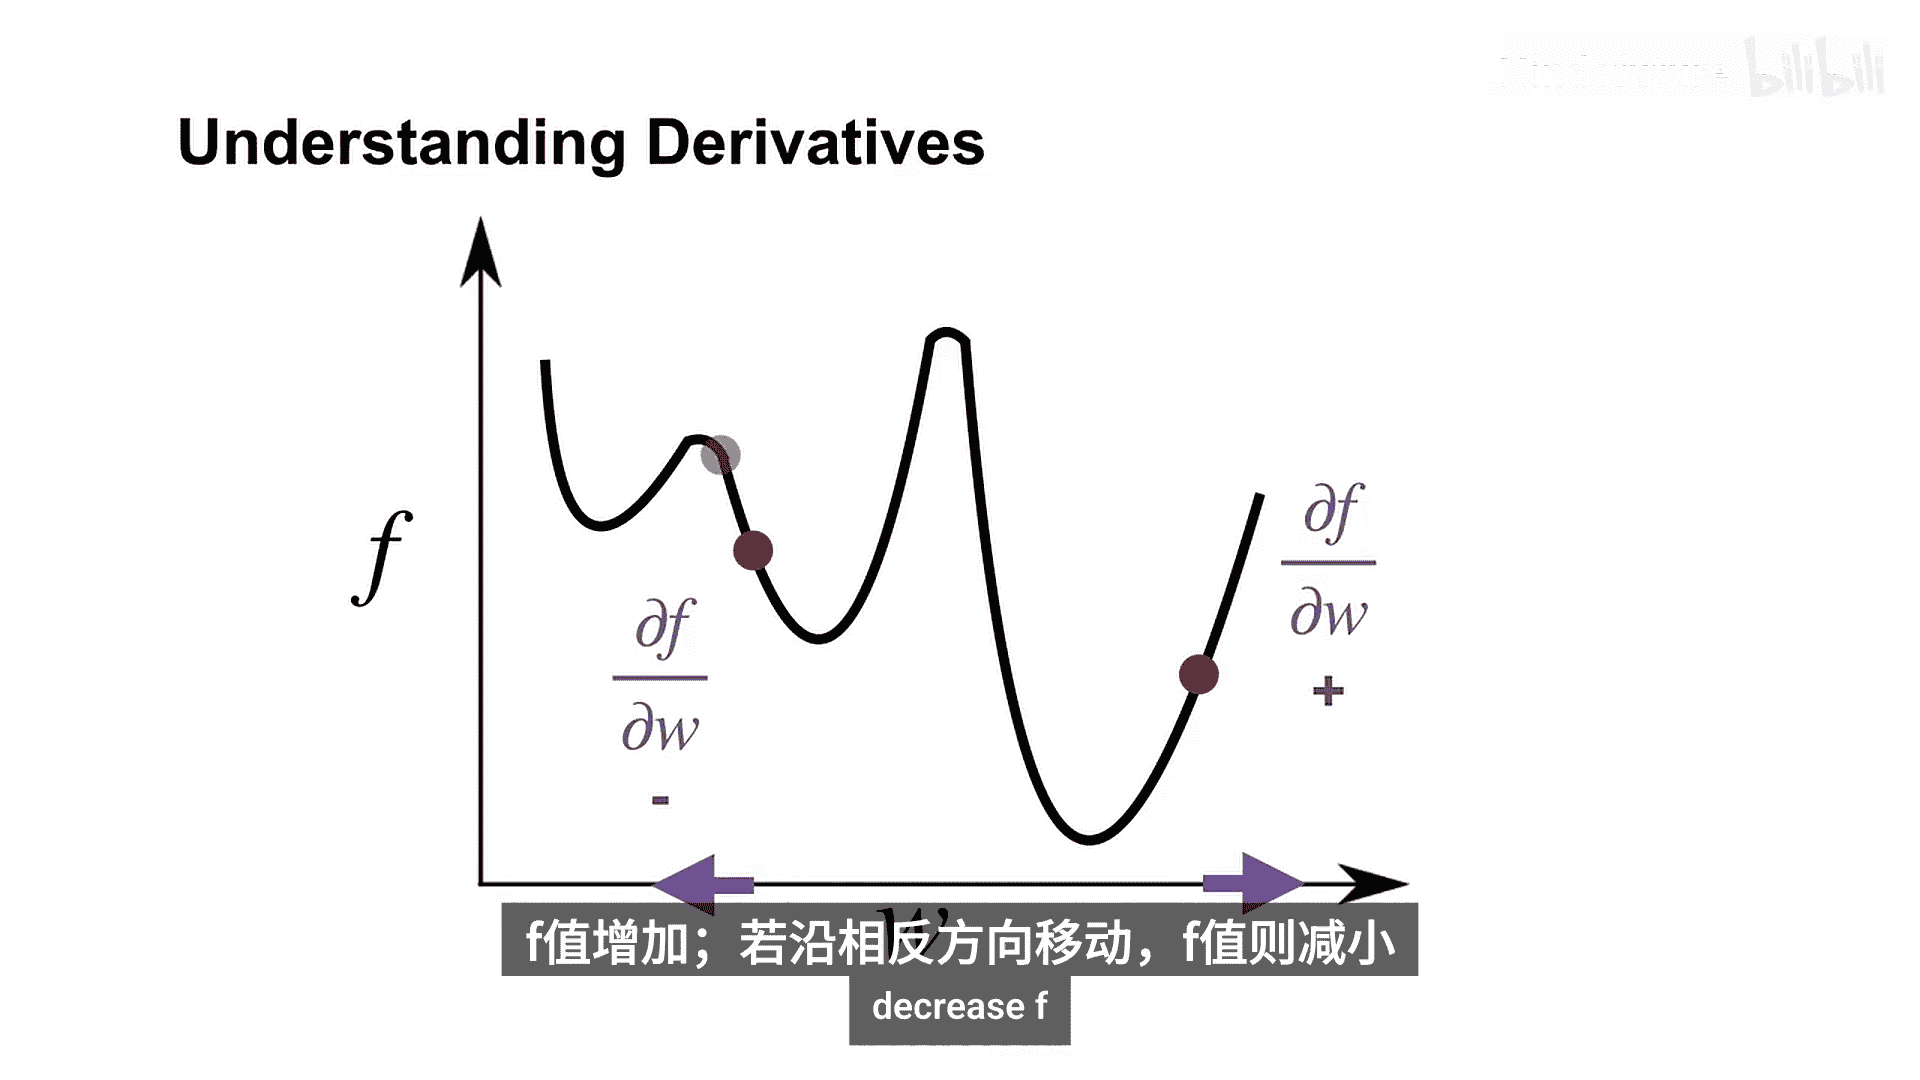 bilibili
Understanding Derivatives
f
∂f
∂w
+
∂f
∂w
-
w
f值增加；若沿相反方向移动，f值则减小
decrease f